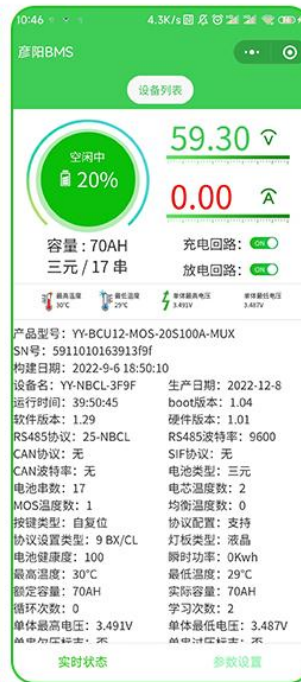 10:46
4.3K/s
彦阳BMS
设备列表
空闲中
20%
59.30 V
0.00 A
容量：70AH
三元 / 17 串
充电回路： ON
放电回路： ON
最高温度 30℃
最低温度 29℃
单体最高电压 3.491V
单体最低电压 3.487V
产品型号：YY-BCU12-MOS-20S100A-MUX
SN号：5911010163913f9f
构建日期：2022-9-6 18:50:10
设备名：YY-NBCL-3F9F 生产日期：2022-12-8
运行时间：39:50:45 boot版本：1.04
软件版本：1.29 硬件版本：1.01
RS485协议：25-NBCL RS485波特率：9600
CAN协议：无 SIF协议：无
CAN波特率：无 电池类型：三元
电池串数：17 电芯温度数：2
MOS温度数：1 均衡温度数：0
按键类型：自复位 协议配置：支持
协议设置类型：9 BX/CL 灯板类型：液晶
电池健康度：100 瞬时功率：0Kwh
最高温度：30℃ 最低温度：29℃
额定容量：70AH 实际容量：70AH
循环次数：0 学习次数：2
单体最高电压：3.491V 单体最低电压：3.487V
单串欠压标志：否 单串过压标志：否
实时状态 参数设置